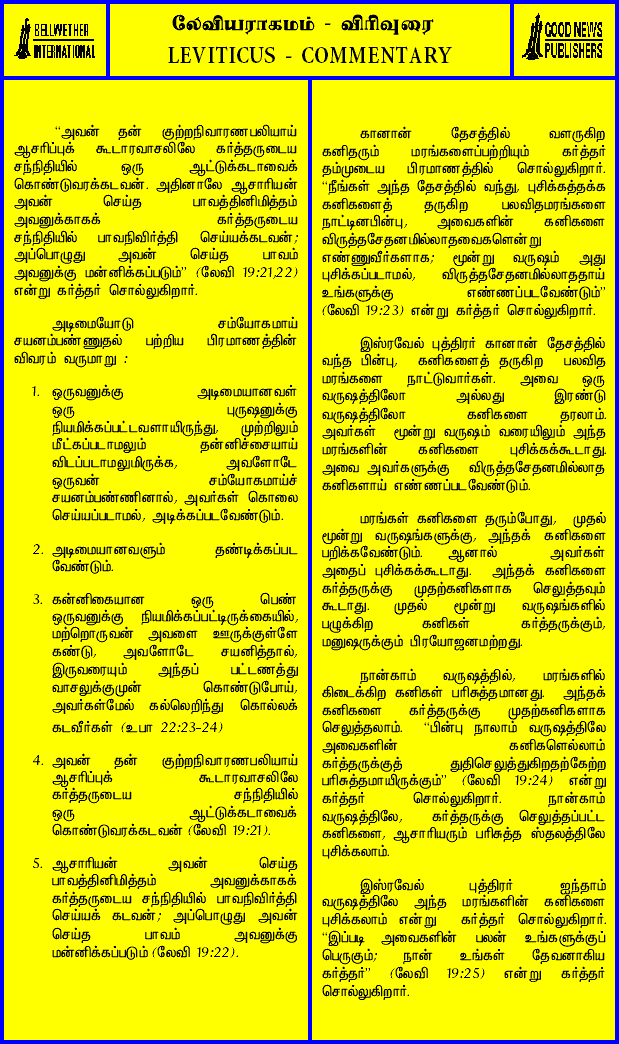 BELLWETHER
INTERNATIONAL
லேவியராகமம் - விரிவுரை
LEVITICUS - COMMENTARY
GOOD NEWS
PUBLISHERS
“அவன் தன் குற்றநிவாரணபலியாய்
ஆசரிப்புக் கூடாரவாசலிலே கர்த்தருடைய
சந்நிதியில் ஒரு ஆட்டுக்கடாவைக்
கொண்டுவரக்கடவன். அதினாலே ஆசாரியன்
அவன் செய்த பாவத்தினிமித்தம்
அவனுக்காகக் கர்த்தருடைய
சந்நிதியில் பாவநிவிர்த்தி செய்யக்கடவன்;
அப்பொழுது அவன் செய்த பாவம்
அவனுக்கு மன்னிக்கப்படும்” (லேவி 19:21,22)
என்று கர்த்தர் சொல்லுகிறார்.
அடிமையோடு சம்யோகமாய்
சயனம்பண்ணுதல் பற்றிய பிரமாணத்தின்
விவரம் வருமாறு :
1. ஒருவனுக்கு அடிமையானவள்
ஒரு புருஷனுக்கு
நியமிக்கப்பட்டவளாயிருந்து, முற்றிலும்
மீட்கப்படாமலும் தன்னிச்சையாய்
விடப்படாமலுமிருக்க, அவளோடே
ஒருவன் சம்யோகமாய்ச்
சயனம்பண்ணினால், அவர்கள் கொலை
செய்யப்படாமல், அடிக்கப்படவேண்டும்.
2. அடிமையானவளும் தண்டிக்கப்பட
வேண்டும்.
3. கன்னிகையான ஒரு பெண்
ஒருவனுக்கு நியமிக்கப்பட்டிருக்கையில்,
மற்றொருவன் அவளை ஊருக்குள்ளே
கண்டு, அவளோடே சயனித்தால்,
இருவரையும் அந்தப் பட்டணத்து
வாசலுக்குமுன் கொண்டுபோய்,
அவர்கள்மேல் கல்லெறிந்து கொல்லக்
கடவீர்கள் (உபா 22:23-24)
4. அவன் தன் குற்றநிவாரணபலியாய்
ஆசரிப்புக் கூடாரவாசலிலே
கர்த்தருடைய சந்நிதியில்
ஒரு ஆட்டுக்கடாவைக்
கொண்டுவரக்கடவன் (லேவி 19:21).
5. ஆசாரியன் அவன் செய்த
பாவத்தினிமித்தம் அவனுக்காகக்
கர்த்தருடைய சந்நிதியில் பாவநிவிர்த்தி
செய்யக் கடவன்; அப்பொழுது அவன்
செய்த பாவம் அவனுக்கு
மன்னிக்கப்படும் (லேவி 19:22).
கானான் தேசத்தில் வளருகிற
கனிதரும் மரங்களைப்பற்றியும் கர்த்தர்
தம்முடைய பிரமாணத்தில் சொல்லுகிறார்.
“நீங்கள் அந்த தேசத்தில் வந்து, புசிக்கத்தக்க
கனிகளைத் தருகிற பலவிதமரங்களை
நாட்டினபின்பு, அவைகளின் கனிகளை
விருத்தசேதனமில்லாதவைகளென்று
எண்ணுவீர்களாக; மூன்று வருஷம் அது
புசிக்கப்படாமல், விருத்தசேதனமில்லாததாய்
உங்களுக்கு எண்ணப்படவேண்டும்”
(லேவி 19:23) என்று கர்த்தர் சொல்லுகிறார்.
இஸ்ரவேல் புத்திரர் கானான் தேசத்தில்
வந்த பின்பு, கனிகளைத் தருகிற பலவித
மரங்களை நாட்டுவார்கள். அவை ஒரு
வருஷத்திலோ அல்லது இரண்டு
வருஷத்திலோ கனிகளை தரலாம்.
அவர்கள் மூன்று வருஷம் வரையிலும் அந்த
மரங்களின் கனிகளை புசிக்கக்கூடாது.
அவை அவர்களுக்கு விருத்தசேதனமில்லாத
கனிகளாய் எண்ணப்படவேண்டும்.
மரங்கள் கனிகளை தரும்போது, முதல்
மூன்று வருஷங்களுக்கு, அந்தக் கனிகளை
பறிக்கவேண்டும். ஆனால் அவர்கள்
அதைப் புசிக்கக்கூடாது. அந்தக் கனிகளை
கர்த்தருக்கு முதற்கனிகளாக செலுத்தவும்
கூடாது. முதல் மூன்று வருஷங்களில்
பழுக்கிற கனிகள் கர்த்தருக்கும்,
மனுஷருக்கும் பிரயோஜனமற்றது.
நான்காம் வருஷத்தில், மரங்களில்
கிடைக்கிற கனிகள் பரிசுத்தமானது. அந்தக்
கனிகளை கர்த்தருக்கு முதற்கனிகளாக
செலுத்தலாம். “பின்பு நாலாம் வருஷத்திலே
அவைகளின் கனிகளெல்லாம்
கர்த்தருக்குத் துதிசெலுத்துகிறதற்கேற்ற
பரிசுத்தமாயிருக்கும்” (லேவி 19:24) என்று
கர்த்தர் சொல்லுகிறார். நான்காம்
வருஷத்திலே, கர்த்தருக்கு செலுத்தப்பட்ட
கனிகளை, ஆசாரியரும் பரிசுத்த ஸ்தலத்திலே
புசிக்கலாம்.
இஸ்ரவேல் புத்திரர் ஐந்தாம்
வருஷத்திலே அந்த மரங்களின் கனிகளை
புசிக்கலாம் என்று கர்த்தர் சொல்லுகிறார்.
“இப்படி அவைகளின் பலன் உங்களுக்குப்
பெருகும்; நான் உங்கள் தேவனாகிய
கர்த்தர்” (லேவி 19:25) என்று கர்த்தர்
சொல்லுகிறார்.